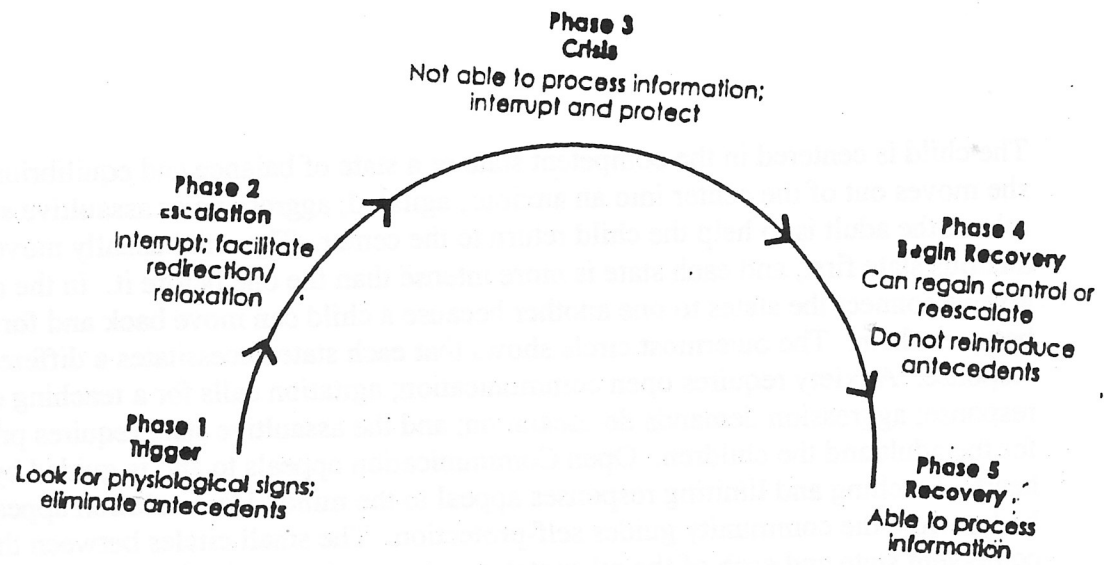 Phase 3
Crisis
Not able to process information;
interrupt and protect
Phase 2
Escalation
Interrupt; facilitate
redirection/
relaxation
Phase 1
Trigger
Look for physiological signs;
eliminate antecedents
Phase 4
Begin Recovery
Can regain control or
reescalate
Do not reintroduce
antecedents
Phase 5
Recovery
Able to process
information